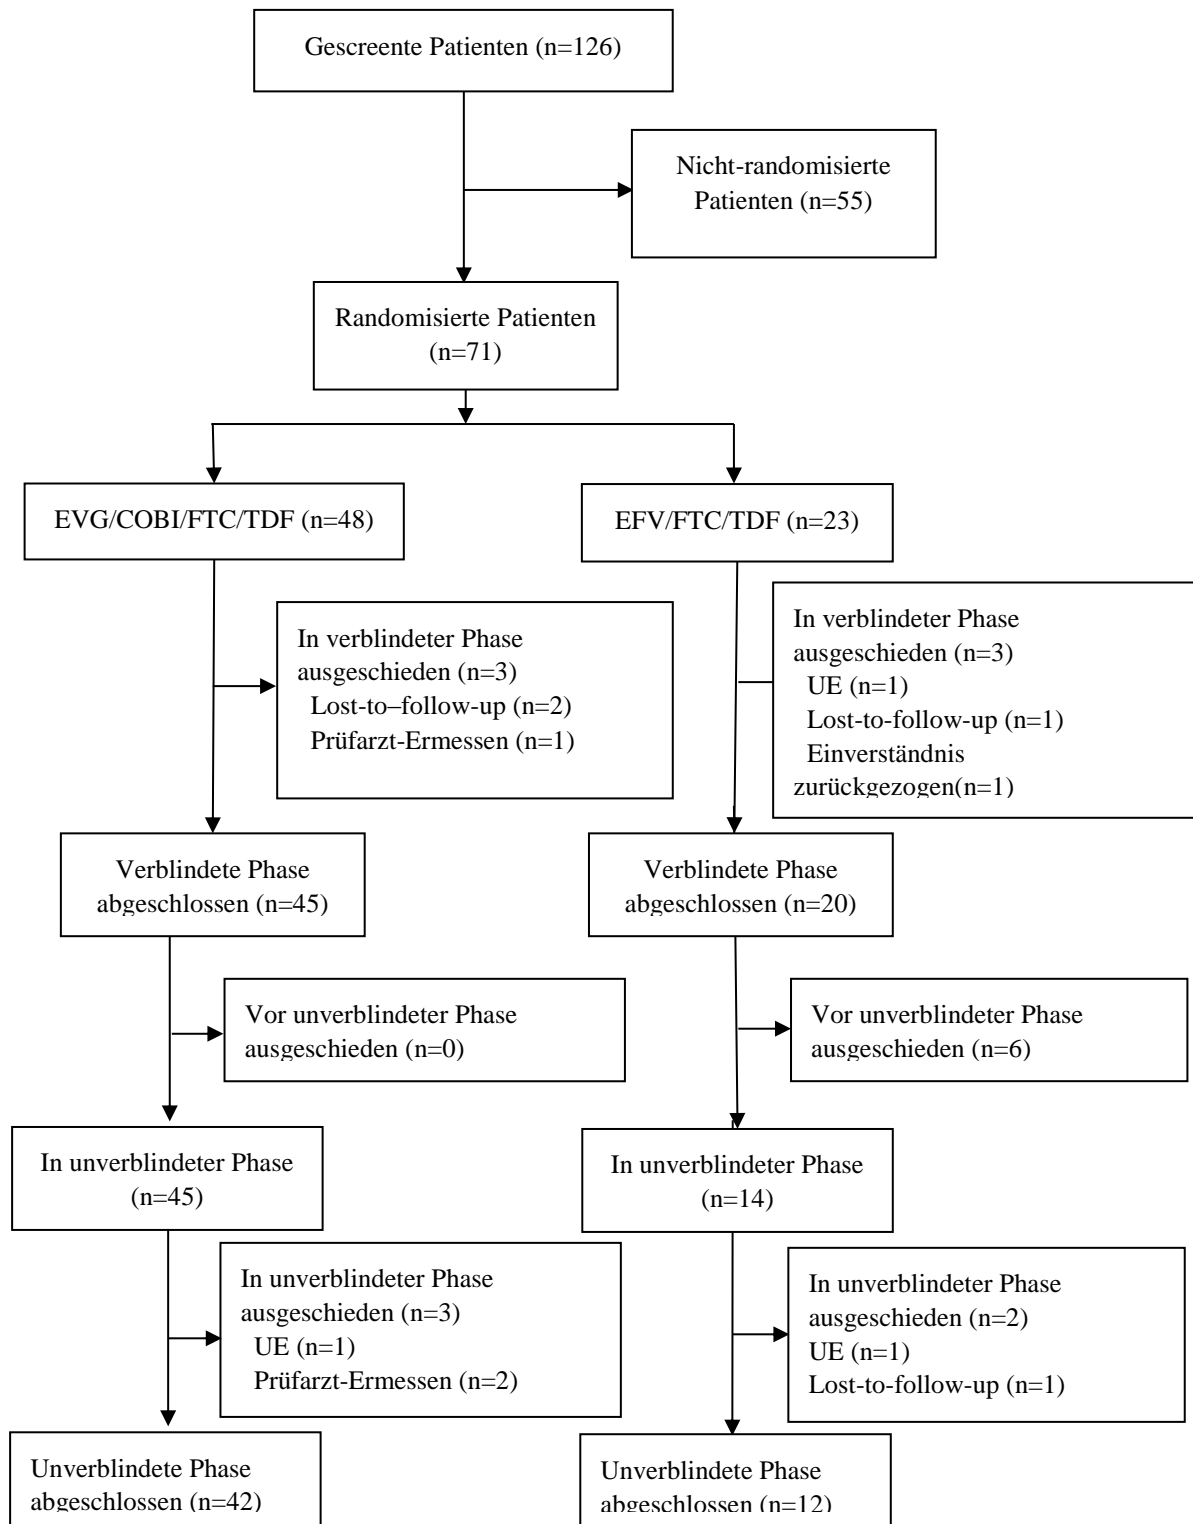 Gescreente Patienten (n=126)
Nicht-randomisierte
Patienten (n=55)
Randomisierte Patienten
(n=71)
EVG/COBI/FTC/TDF (n=48)
EFV/FTC/TDF (n=23)
In verblindeter Phase
ausgeschieden (n=3)
Lost-to–follow-up (n=2)
Prüfarzt-Ermessen (n=1)
In verblindeter Phase
ausgeschieden (n=3)
UE (n=1)
Lost-to-follow-up (n=1)
Einverständnis
zurückgezogen(n=1)
Verblindete Phase
abgeschlossen (n=45)
Verblindete Phase
abgeschlossen (n=20)
Vor unverblindeter Phase
ausgeschieden (n=0)
Vor unverblindeter Phase
ausgeschieden (n=6)
In unverblindeter Phase
(n=45)
In unverblindeter Phase
(n=14)
In unverblindeter Phase
ausgeschieden (n=3)
UE (n=1)
Prüfarzt-Ermessen (n=2)
In unverblindeter Phase
ausgeschieden (n=2)
UE (n=1)
Lost-to-follow-up (n=1)
Unverblindete Phase
abgeschlossen (n=42)
Unverblindete Phase
abgeschlossen (n=12)